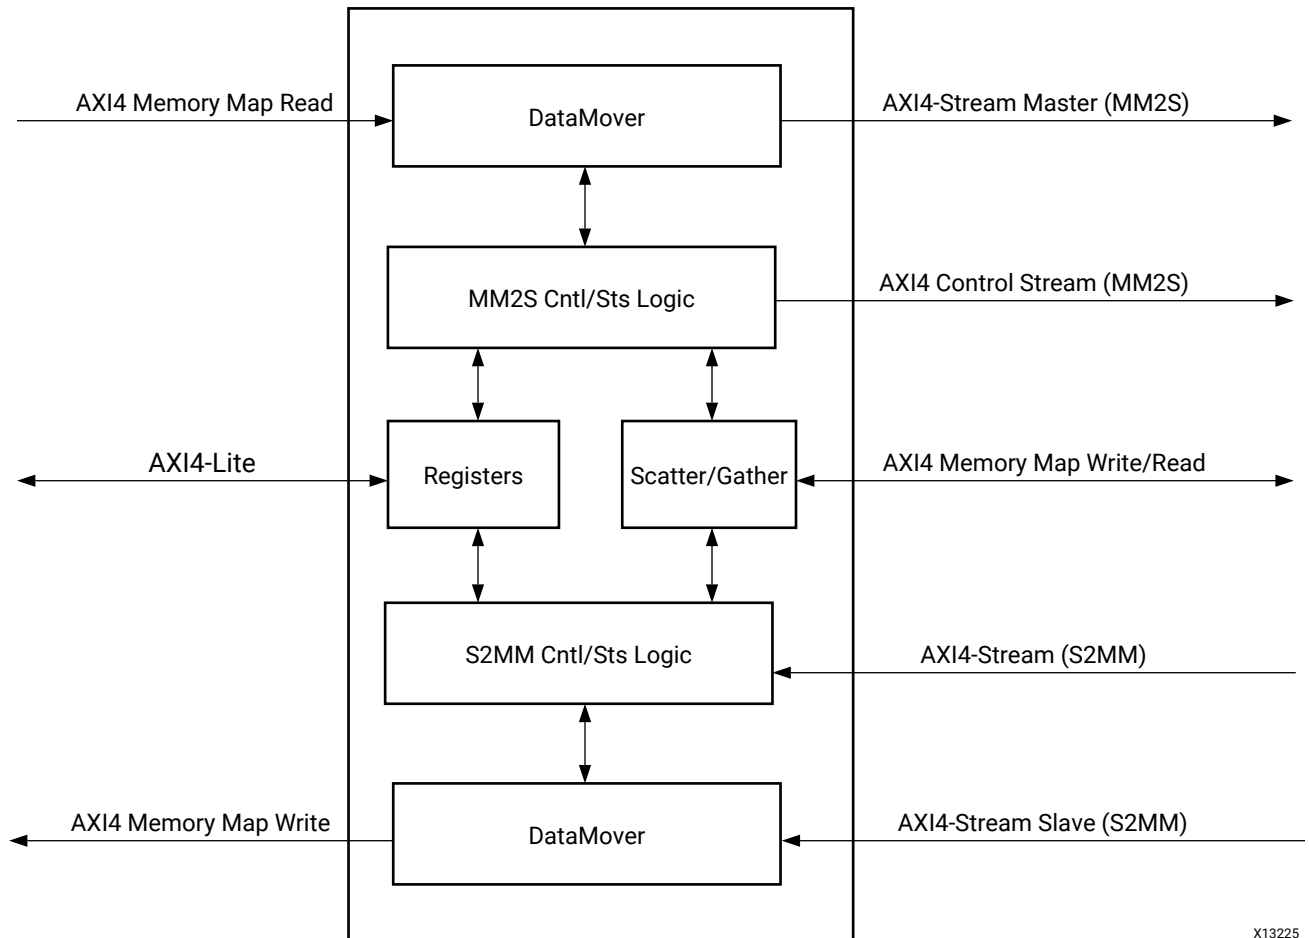 AXI4 Memory Map Read
DataMover
AXI4-Stream Master (MM2S)
MM2S Cntl/Sts Logic
AXI4 Control Stream (MM2S)
AXI4-Lite
Registers
Scatter/Gather
AXI4 Memory Map Write/Read
S2MM Cntl/Sts Logic
AXI4-Stream (S2MM)
AXI4 Memory Map Write
DataMover
AXI4-Stream Slave (S2MM)
X13225